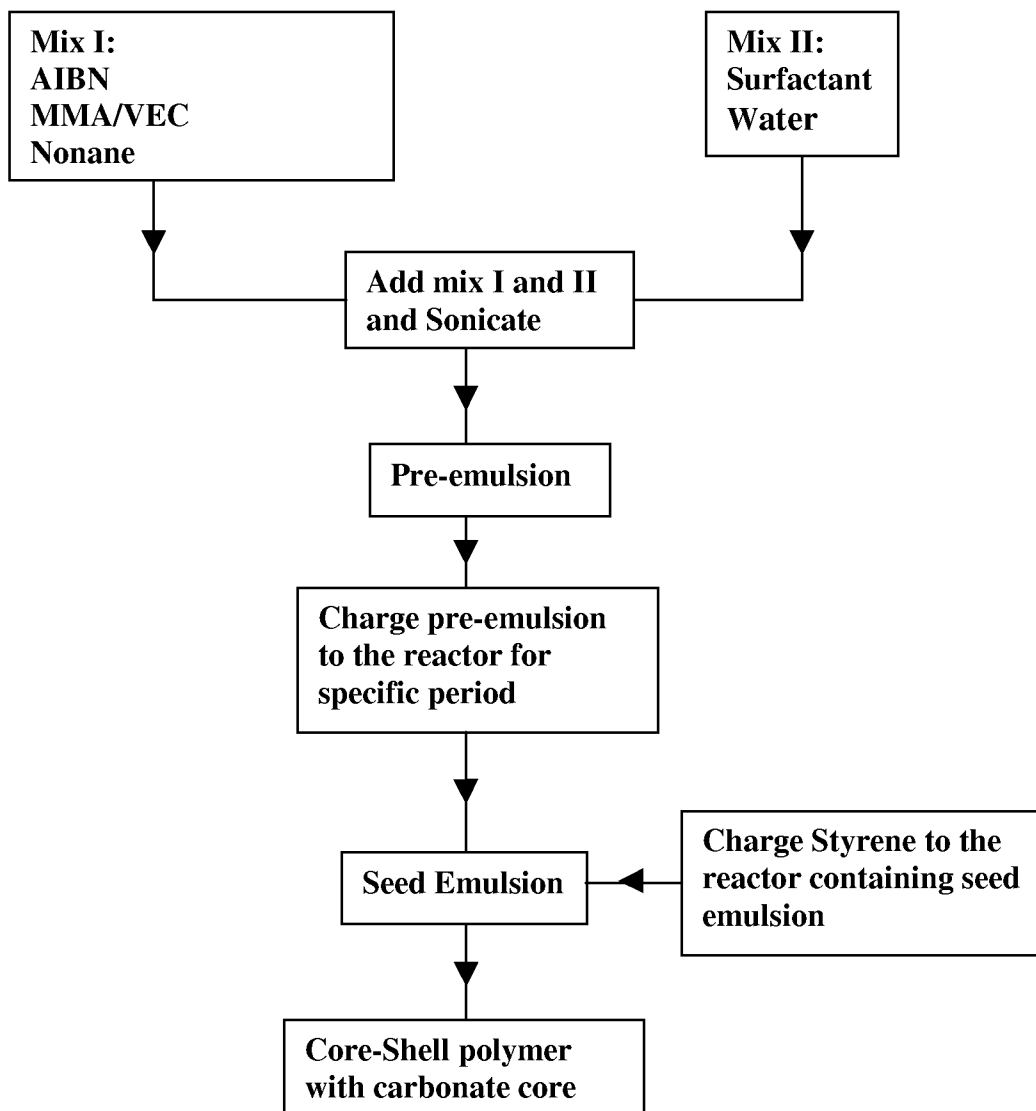 Mix I:
AIBN
MMA/VEC
Nonane
Mix II:
Surfactant
Water
Add mix I and II
and Sonicate
Pre-emulsion
Charge pre-emulsion
to the reactor for
specific period
Seed Emulsion
Charge Styrene to the
reactor containing seed
emulsion
Core-Shell polymer
with carbonate core